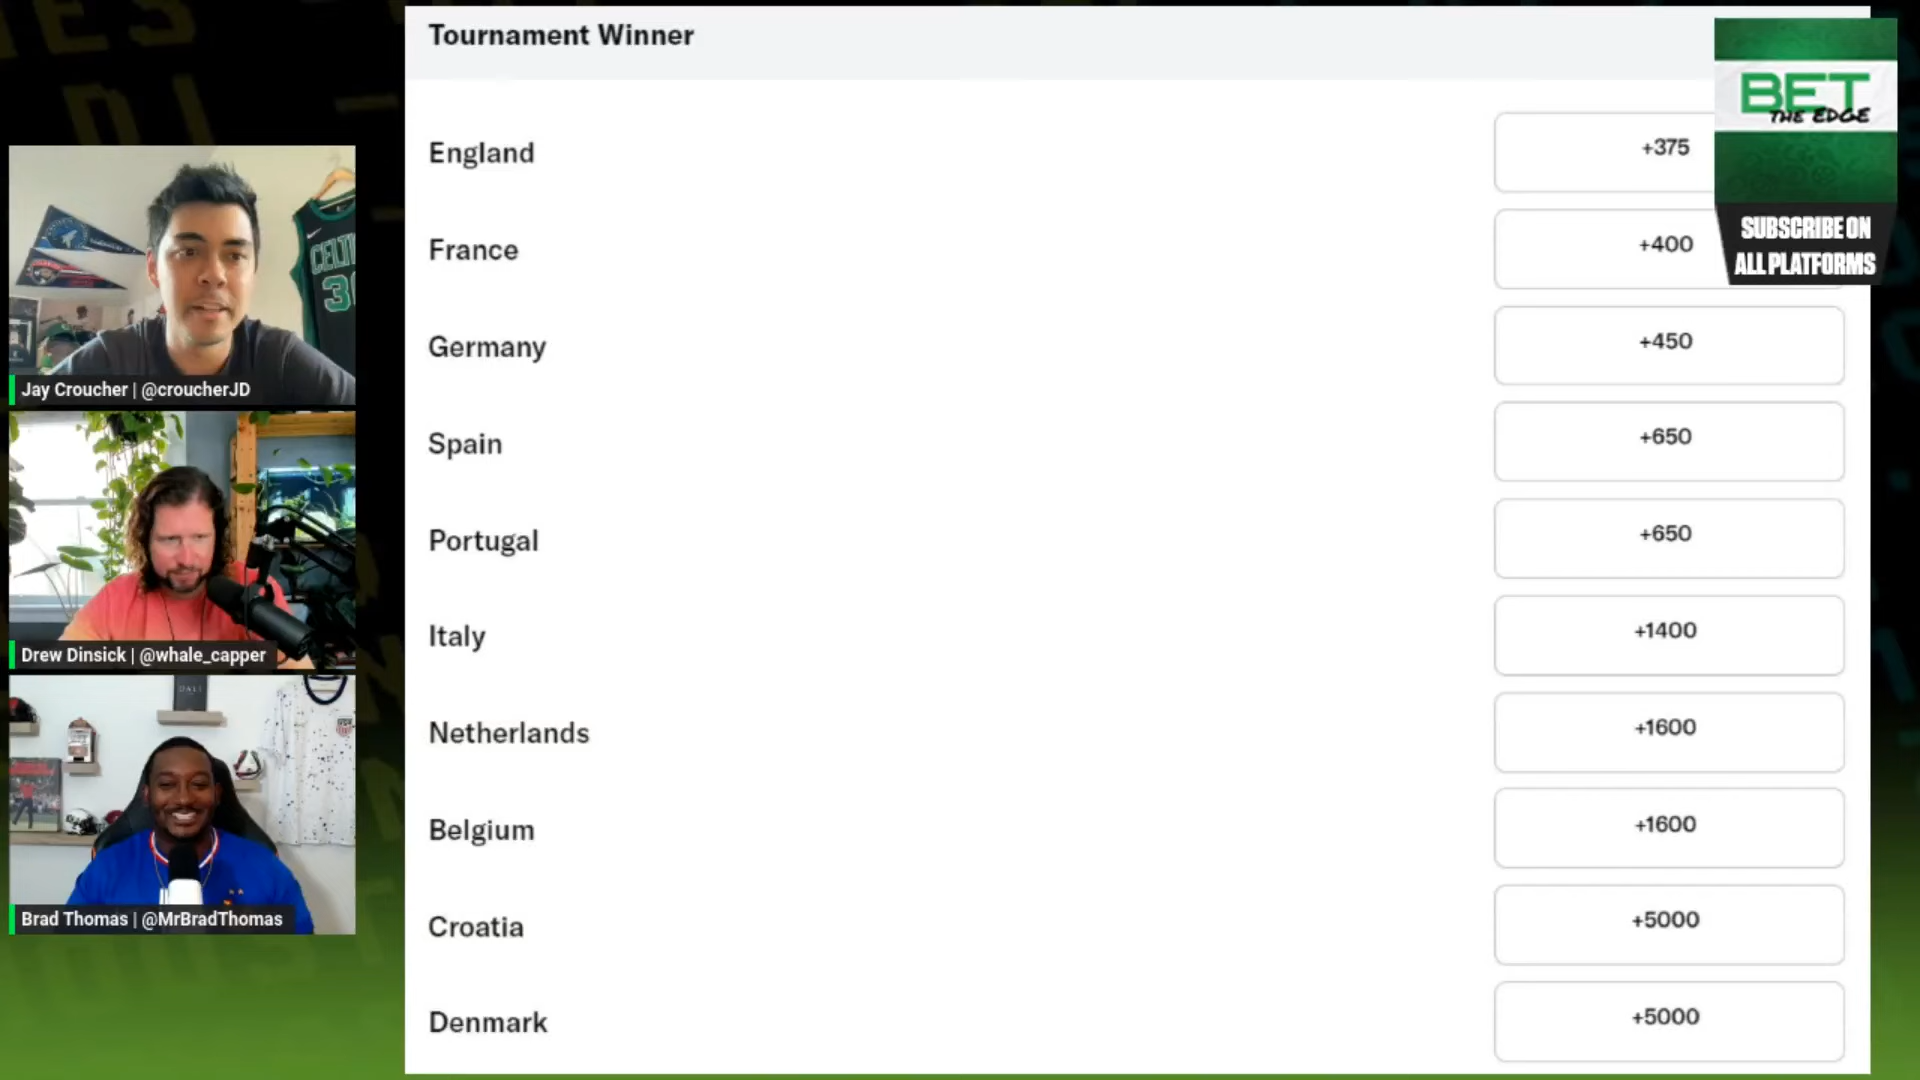 Tournament Winner
England
+375
France
+400
Germany
+450
Spain
+650
Portugal
+650
Italy
+1400
Netherlands
+1600
Belgium
+1600
Croatia
+5000
Denmark
+5000
BET
THE EDGE
SUBSCRIBE ON
ALL PLATFORMS
Jay Croucher | @croucherJD
Drew Dinsick | @whale_capper
DALI
Brad Thomas | @MrBradThomas